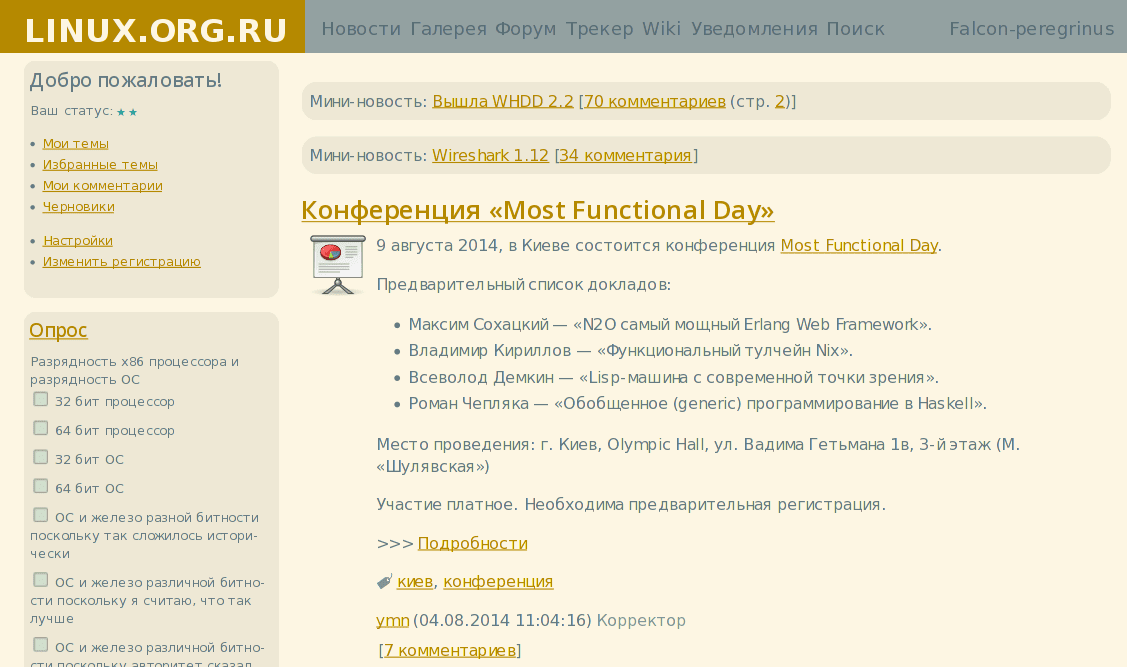 LINUX.ORG.RU
Новости Галерея Форум Трекер Wiki Уведомления Поиск Falcon-peregrinus
Добро пожаловать!
Ваш статус: ★ ★
• Мои темы
• Избранные темы
• Мои комментарии
• Черновики
• Настройки
• Изменить регистрацию
Опрос
Разрядность x86 процессора и
разрядность ОС
32 бит процессор
64 бит процессор
32 бит ОС
64 бит ОС
ОС и железо разной битности
поскольку так сложилось истори-
чески
ОС и железо различной битно-
сти поскольку я считаю, что так
лучше
ОС и железо различной битно-
сти поскольку авторитет сказал
Мини-новость: Вышла WHDD 2.2 [70 комментариев (стр. 2)]
Мини-новость: Wireshark 1.12 [34 комментария]
Конференция «Most Functional Day»
9 августа 2014, в Киеве состоится конференция Most Functional Day.
Предварительный список докладов:
• Максим Сохацкий — «N2O самый мощный Erlang Web Framework».
• Владимир Кириллов — «Функциональный тулчейн Nix».
• Всеволод Демкин — «Lisp-машина с современной точки зрения».
• Роман Чепляка — «Обобщенное (generic) программирование в Haskell».
Место проведения: г. Киев, Olympic Hall, ул. Вадима Гетьмана 1в, 3-й этаж (М.
«Шулявская»)
Участие платное. Необходима предварительная регистрация.
>>> Подробности
киев, конференция
ymn (04.08.2014 11:04:16) Корректор
[7 комментариев]